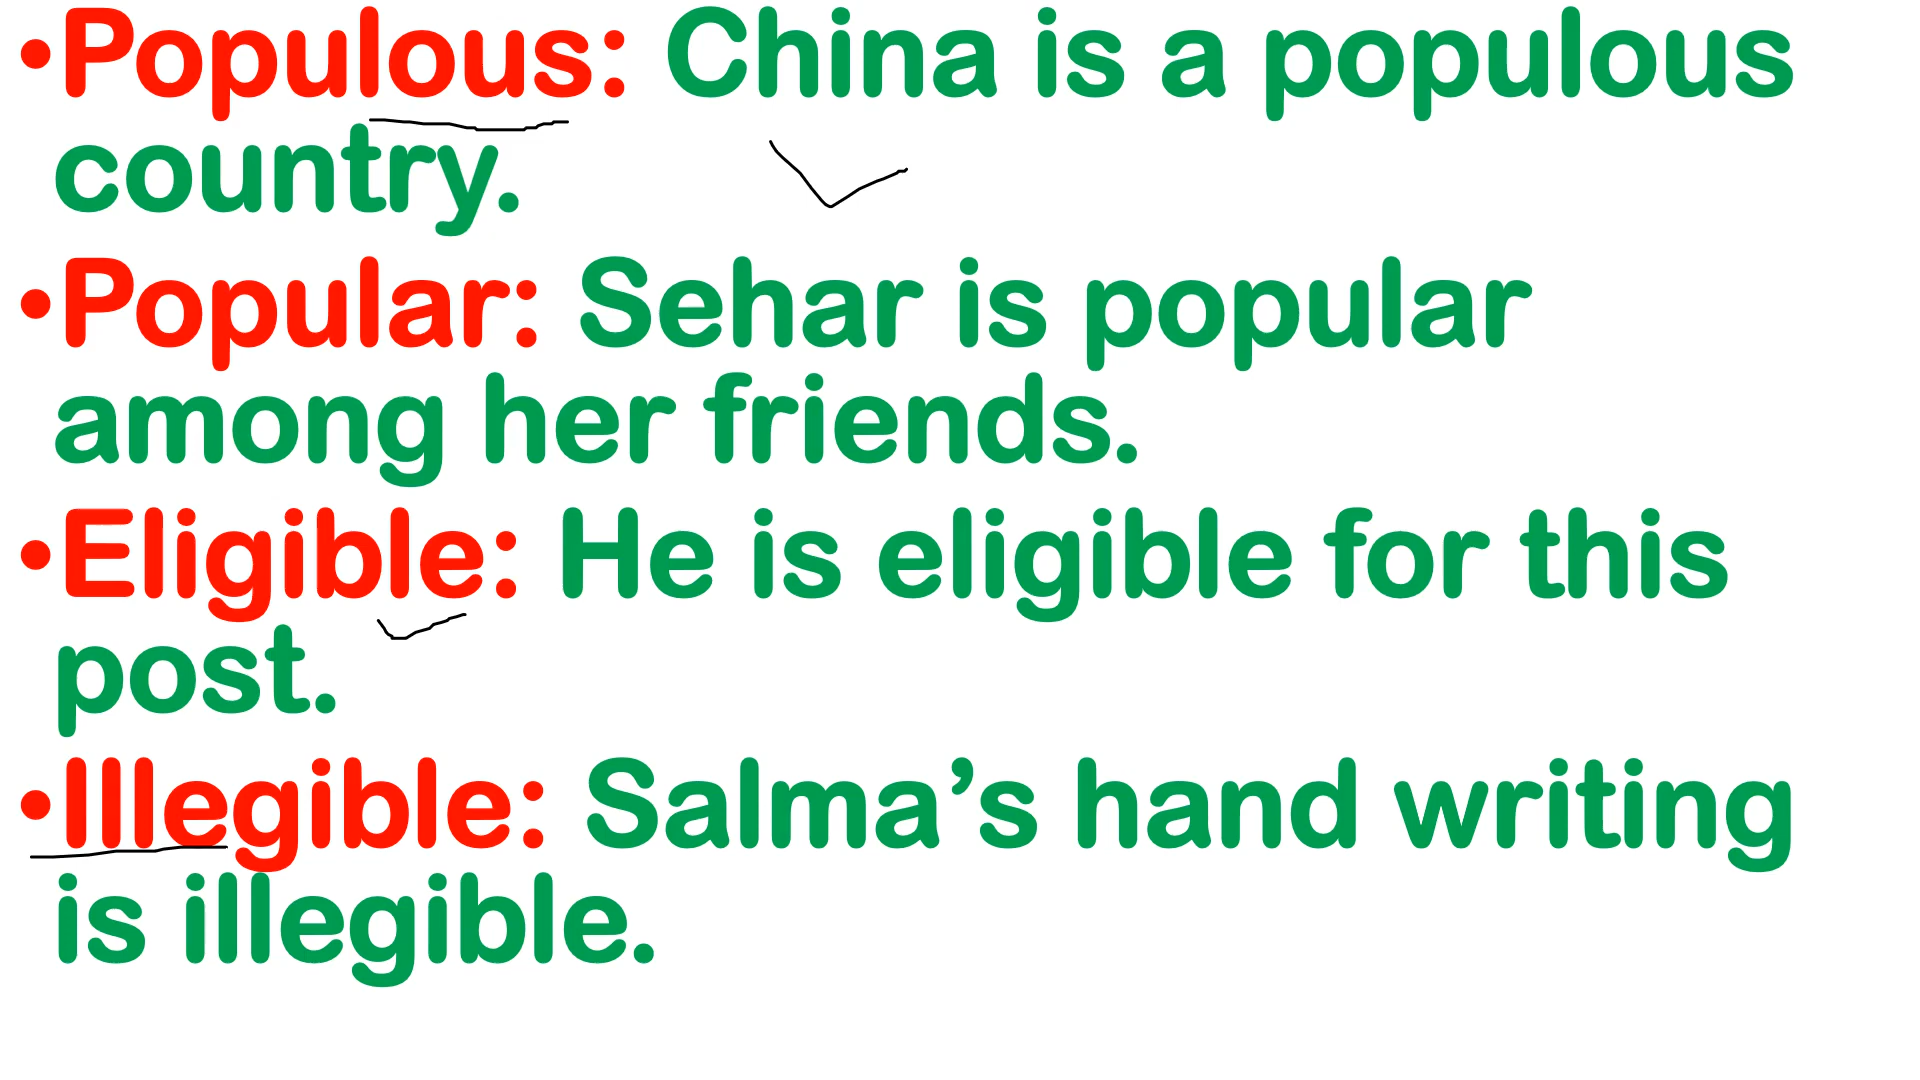 •Populous: China is a populous
country.
•Popular: Sehar is popular
among her friends.
•Eligible: He is eligible for this
post.
•Illegible: Salma’s hand writing
is illegible.